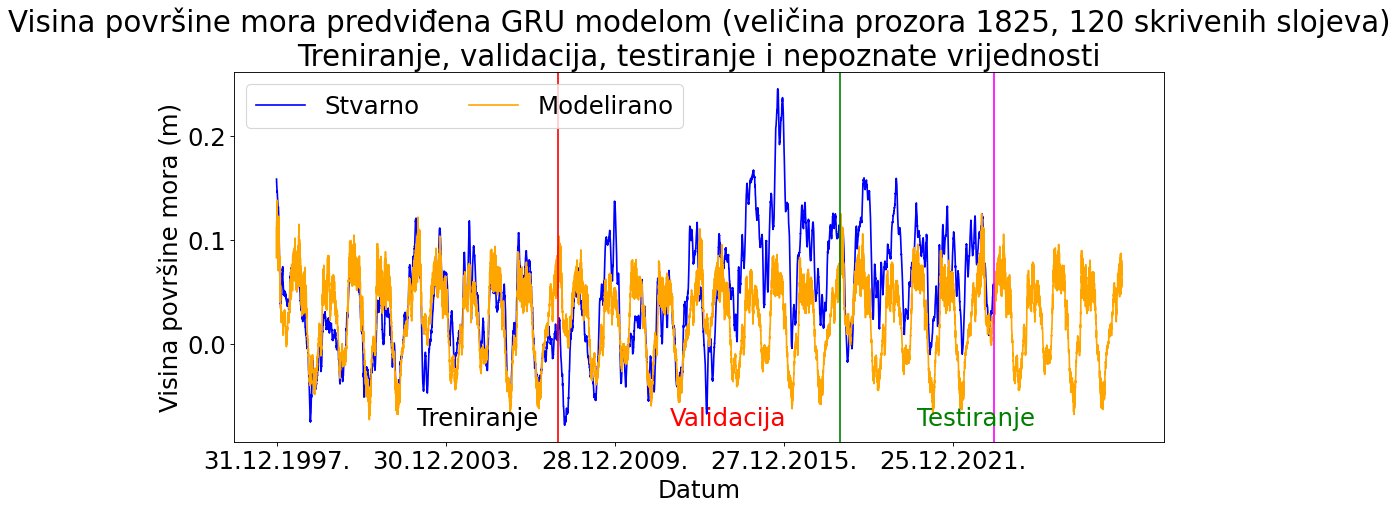 Visina površine mora predviđena GRU modelom (veličina prozora 1825, 120 skrivenih slojeva)
Treniranje, validacija, testiranje i nepoznate vrijednosti
Stvarno
Modelirano
Visina površine mora (m)
0.2
0.1
0.0
Treniranje
Validacija
Testiranje
31.12.1997.
30.12.2003.
28.12.2009.
27.12.2015.
25.12.2021.
Datum